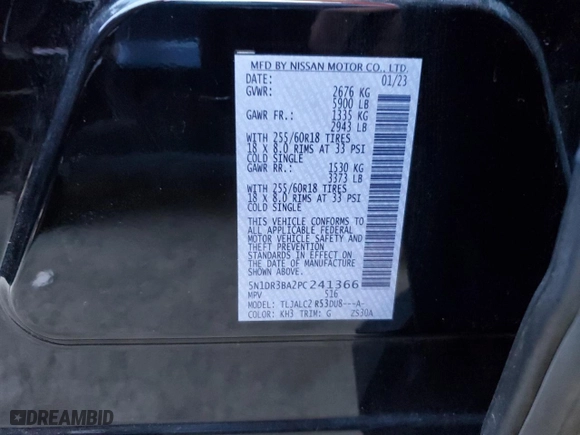 MFD BY NISSAN MOTOR CO., LTD.
DATE: 01/23
GVWR: 2676 KG
5900 LB
GAWR FR.: 1335 KG
2943 LB
WITH 255/60R18 TIRES
18 X 8.0 RIMS AT 33 PSI
COLD SINGLE
GAWR RR.: 1530 KG
3373 LB
WITH 255/60R18 TIRES
18 X 8.0 RIMS AT 33 PSI
COLD SINGLE
THIS VEHICLE CONFORMS TO
ALL APPLICABLE FEDERAL
MOTOR VEHICLE SAFETY AND
THEFT PREVENTION
STANDARDS IN EFFECT ON
THE DATE OF MANUFACTURE
SHOWN ABOVE.
5N1DR3BA2PC241366
MPV 516
MODEL: TLJALC2 R53DU8---A-
COLOR: KH3 TRIM: G Z530A
DREAMBID